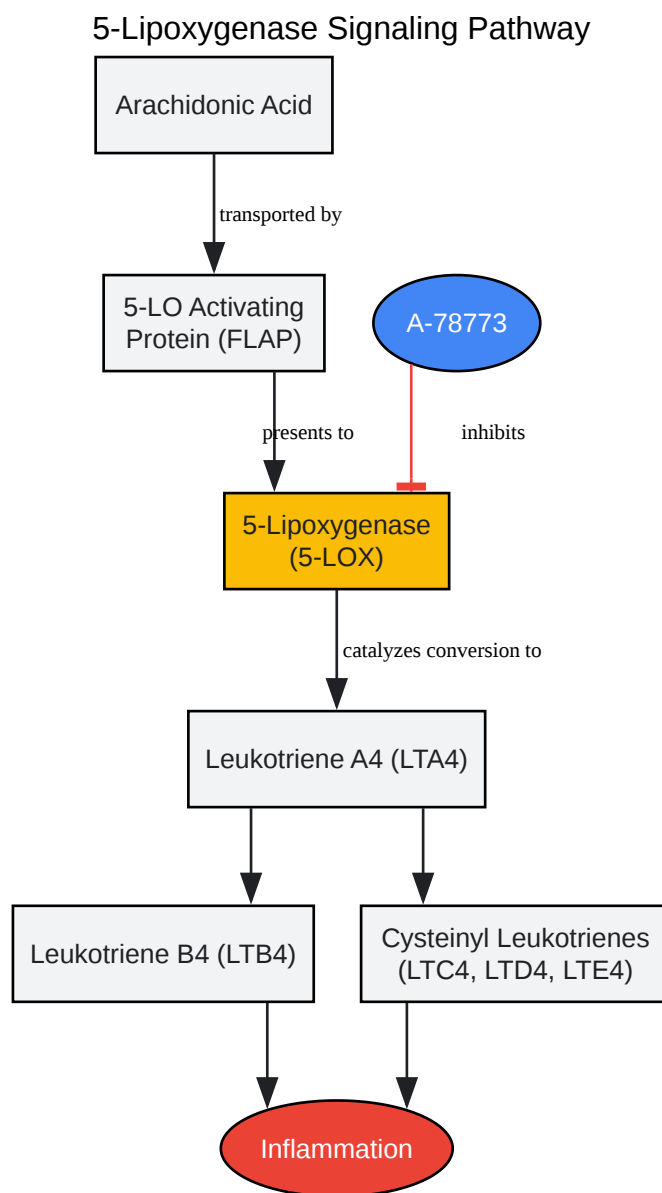 5-Lipoxygenase Signaling Pathway
Arachidonic Acid
transported by
5-LO Activating
Protein (FLAP)
A-78773
presents to
inhibits
5-Lipoxygenase
(5-LOX)
catalyzes conversion to
Leukotriene A4 (LTA4)
Leukotriene B4 (LTB4)
Cysteinyl Leukotrienes
(LTC4, LTD4, LTE4)
Inflammation